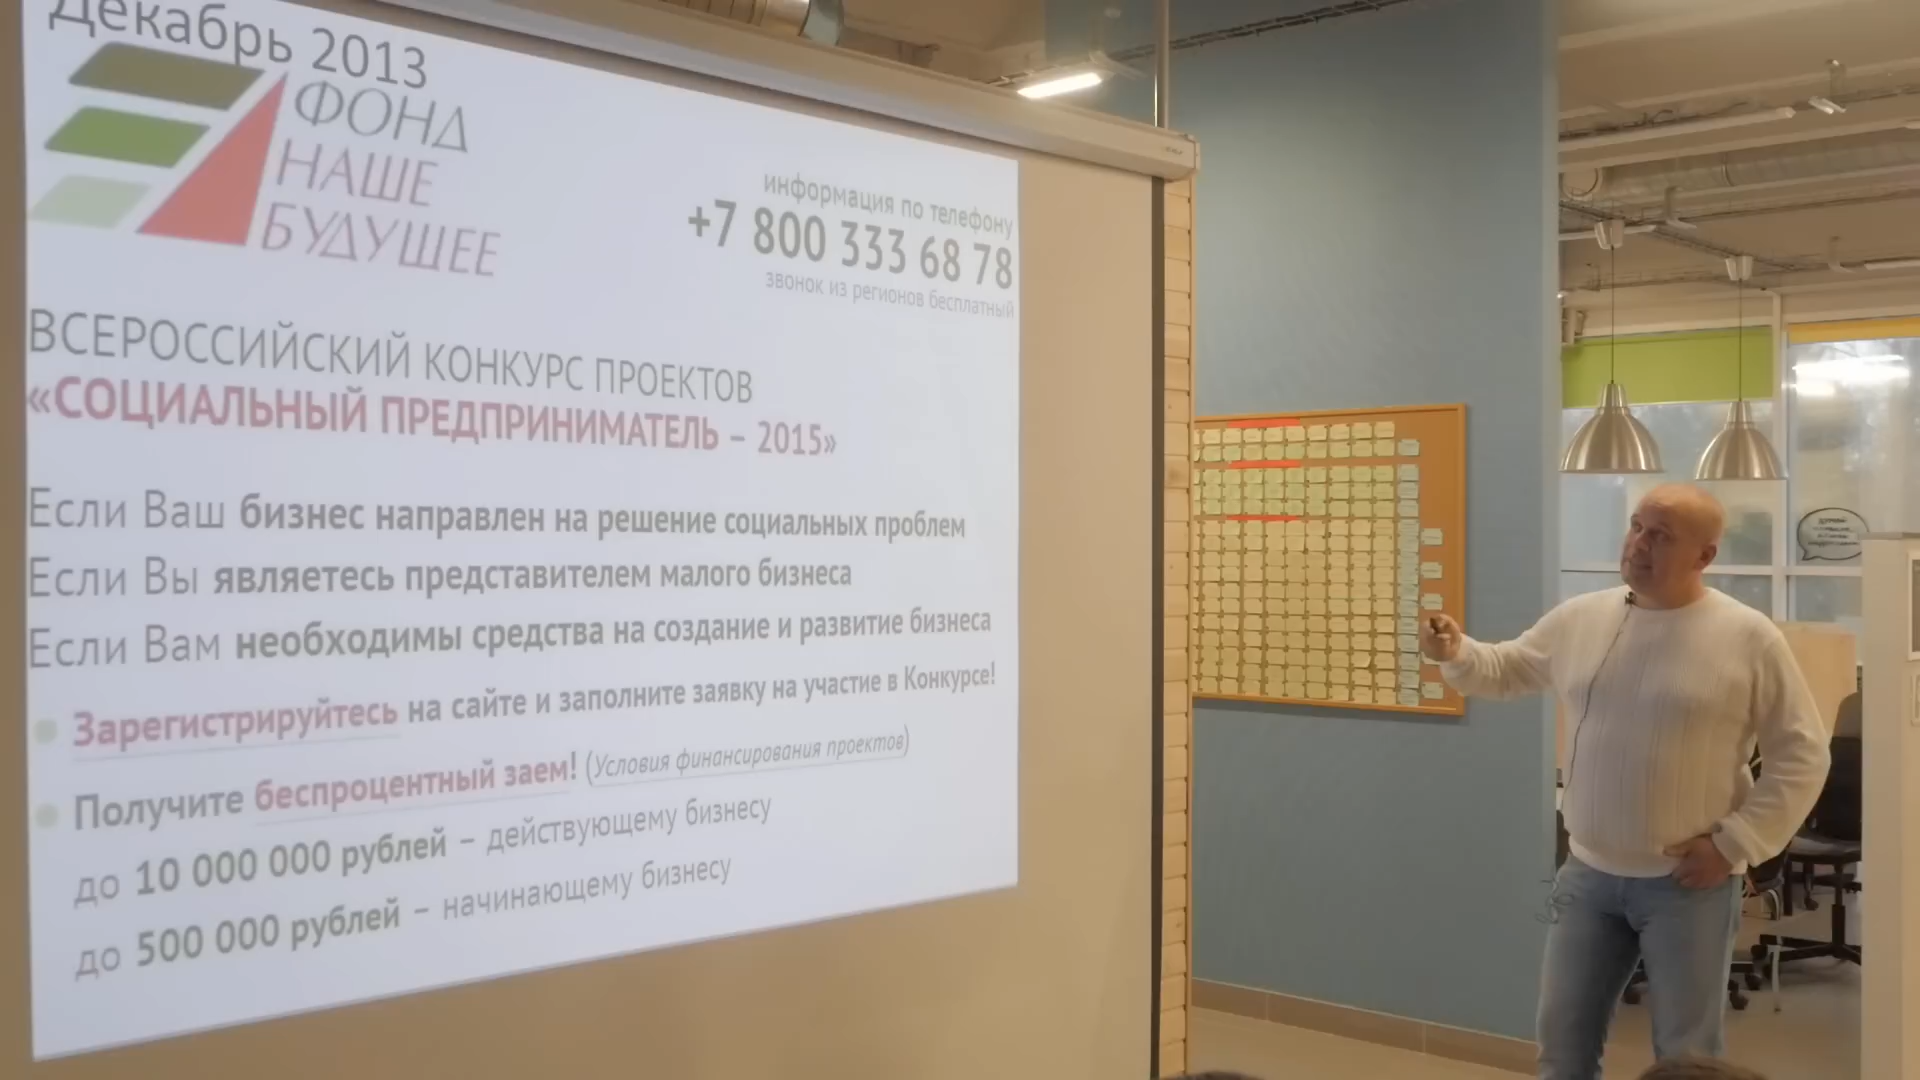 Декабрь 2013
ФОНД
НАШЕ
БУДУЩЕЕ
информация по телефону
+7 800 333 68 78
звонок из регионов бесплатный
ВСЕРОССИЙСКИЙ КОНКУРС ПРОЕКТОВ
«СОЦИАЛЬНЫЙ ПРЕДПРИНИМАТЕЛЬ – 2015»
Если Ваш бизнес направлен на решение социальных проблем
Если Вы являетесь представителем малого бизнеса
Если Вам необходимы средства на создание и развитие бизнеса
Зарегистрируйтесь на сайте и заполните заявку на участие в Конкурсе!
Получите беспроцентный заем! (Условия финансирования проектов)
до 10 000 000 рублей – действующему бизнесу
до 500 000 рублей – начинающему бизнесу